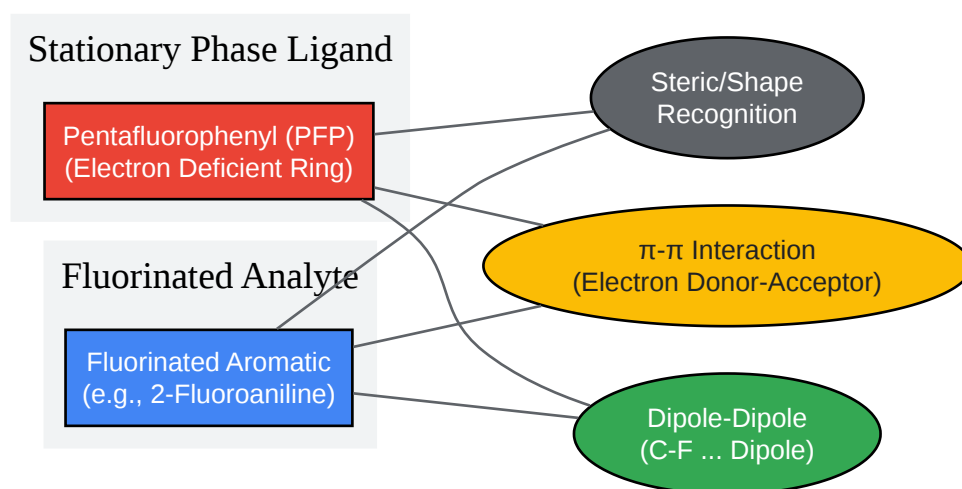 Stationary Phase Ligand
Pentafluorophenyl (PFP)
(Electron Deficient Ring)
Fluorinated Analyte
Fluorinated Aromatic
(e.g., 2-Fluoroaniline)
Steric/Shape
Recognition
π-π Interaction
(Electron Donor-Acceptor)
Dipole-Dipole
(C-F ... Dipole)